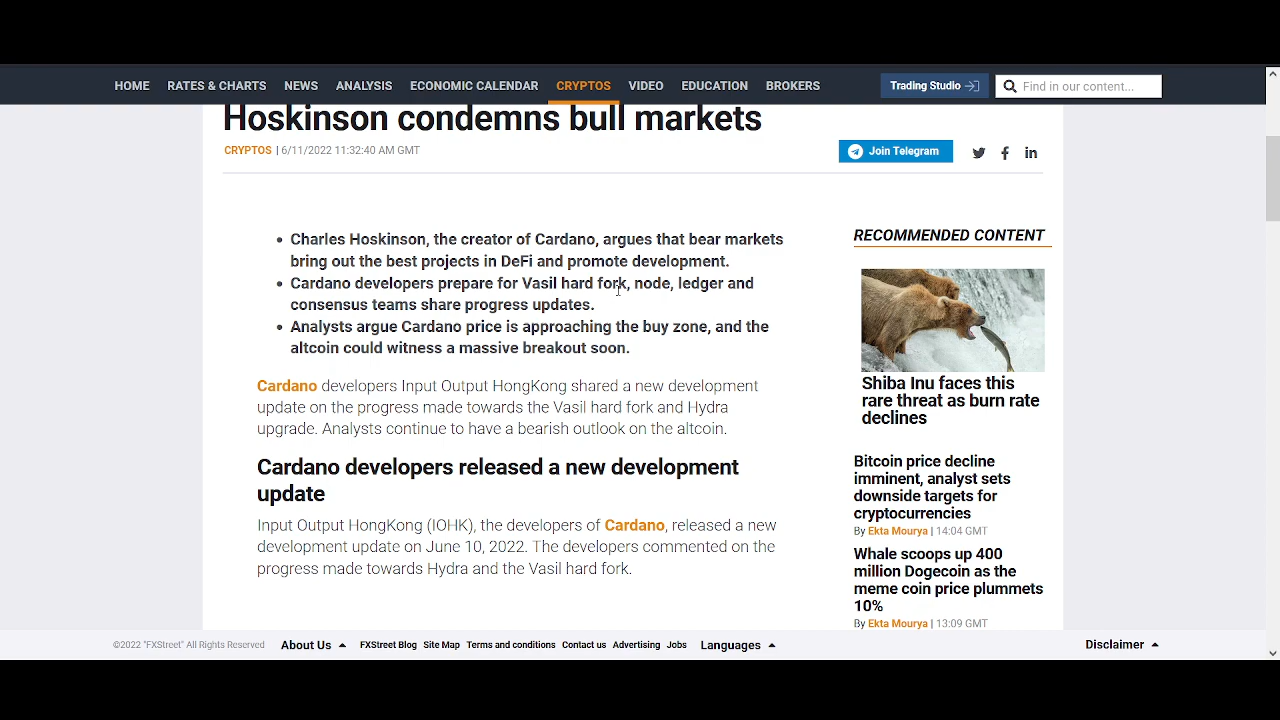 HOME RATES & CHARTS NEWS ANALYSIS ECONOMIC CALENDAR CRYPTOS VIDEO EDUCATION BROKERS Trading Studio Find in our content...
Hoskinson condemns bull markets
CRYPTOS | 6/11/2022 11:32:40 AM GMT
Join Telegram
Charles Hoskinson, the creator of Cardano, argues that bear markets
bring out the best projects in DeFi and promote development.
Cardano developers prepare for Vasil hard fork, node, ledger and
consensus teams share progress updates.
Analysts argue Cardano price is approaching the buy zone, and the
altcoin could witness a massive breakout soon.
Cardano developers Input Output HongKong shared a new development
update on the progress made towards the Vasil hard fork and Hydra
upgrade. Analysts continue to have a bearish outlook on the altcoin.
Cardano developers released a new development
update
Input Output HongKong (IOHK), the developers of Cardano, released a new
development update on June 10, 2022. The developers commented on the
progress made towards Hydra and the Vasil hard fork.
RECOMMENDED CONTENT
Shiba Inu faces this
rare threat as burn rate
declines
Bitcoin price decline
imminent, analyst sets
downside targets for
cryptocurrencies
By Ekta Mourya | 14:04 GMT
Whale scoops up 400
million Dogecoin as the
meme coin price plummets
10%
By Ekta Mourya | 13:09 GMT
©2022 "FXStreet" All Rights Reserved About Us FXStreet Blog Site Map Terms and conditions Contact us Advertising Jobs Languages Disclaimer